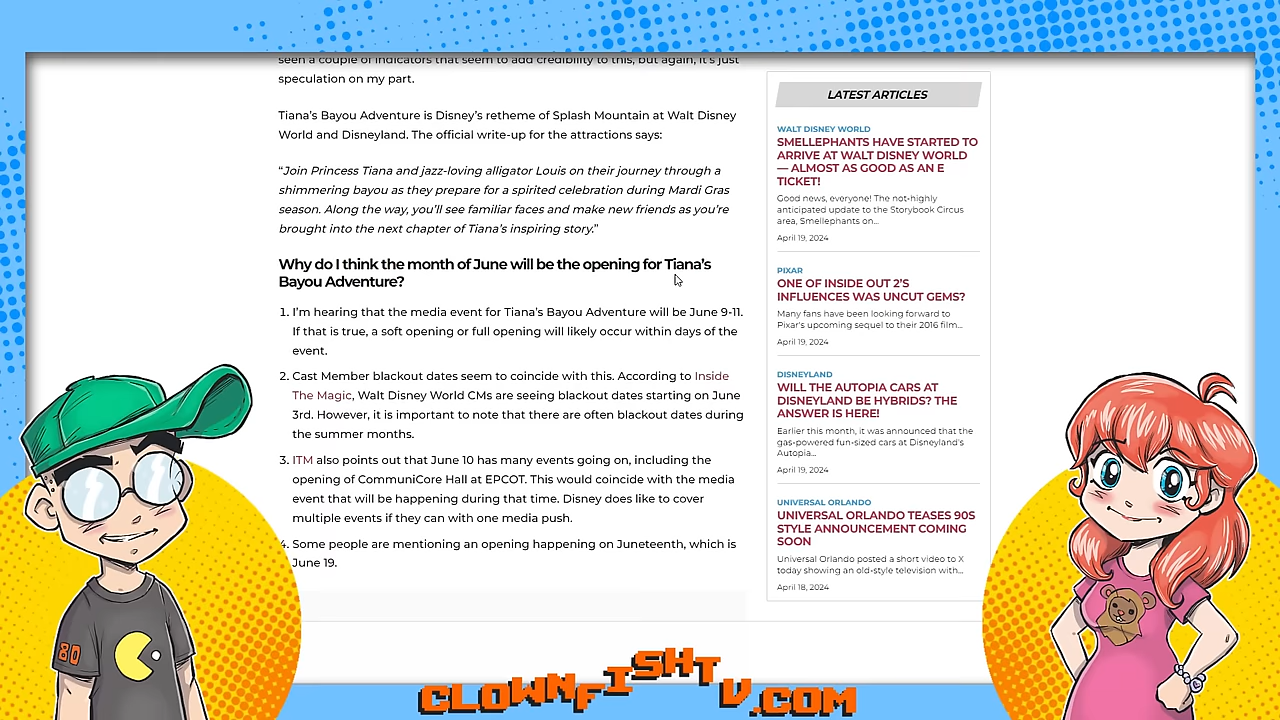 seen a couple of indicators that seem to add credibility to this, but again, it's just
speculation on my part.
Tiana's Bayou Adventure is Disney's retheme of Splash Mountain at Walt Disney
World and Disneyland. The official write-up for the attractions says:
"Join Princess Tiana and jazz-loving alligator Louis on their journey through a
shimmering bayou as they prepare for a spirited celebration during Mardi Gras
season. Along the way, you'll see familiar faces and make new friends as you're
brought into the next chapter of Tiana's inspiring story."
Why do I think the month of June will be the opening for Tiana's
Bayou Adventure?
1. I'm hearing that the media event for Tiana's Bayou Adventure will be June 9-11.
If that is true, a soft opening or full opening will likely occur within days of the
event.
2. Cast Member blackout dates seem to coincide with this. According to Inside
The Magic, Walt Disney World CMs are seeing blackout dates starting on June
3rd. However, it is important to note that there are often blackout dates during
the summer months.
3. ITM also points out that June 10 has many events going on, including the
opening of CommuniCore Hall at EPCOT. This would coincide with the media
event that will be happening during that time. Disney does like to cover
multiple events if they can with one media push.
4. Some people are mentioning an opening happening on Juneteenth, which is
June 19.
LATEST ARTICLES
WALT DISNEY WORLD
SMELLEPHANTS HAVE STARTED TO
ARRIVE AT WALT DISNEY WORLD
— ALMOST AS GOOD AS AN E
TICKET!
Good news, everyone! The not-highly
anticipated update to the Storybook Circus
area, Smellephants on...
April 19, 2024
PIXAR
ONE OF INSIDE OUT 2'S
INFLUENCES WAS UNCUT GEMS?
Many fans have been looking forward to
Pixar's upcoming sequel to their 2016 film...
April 19, 2024
DISNEYLAND
WILL THE AUTOPIA CARS AT
DISNEYLAND BE HYBRIDS? THE
ANSWER IS HERE!
Earlier this month, it was announced that the
gas-powered fun-sized cars at Disneyland's
Autopia...
April 19, 2024
UNIVERSAL ORLANDO
UNIVERSAL ORLANDO TEASES 90S
STYLE ANNOUNCEMENT COMING
SOON
Universal Orlando posted a short video to X
today showing an old-style television with...
April 18, 2024
80
CLOWNFISHTV.COM